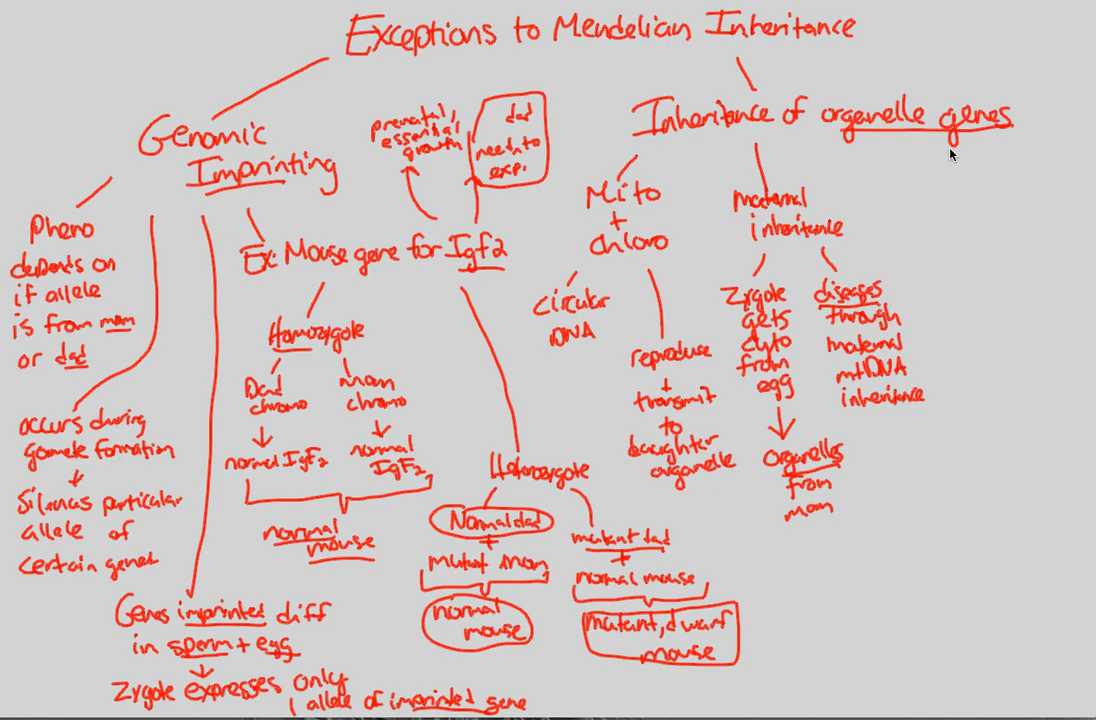 Exceptions to Mendelian Inheritance
Genomic
Imprinting
Pheno
depends on
if allele
is from mom
or dad
occurs during
gamete formation
Silences particular
allele of
certain genes
Genes imprinted diff
in sperm + egg
Zygote expresses only
1 allele of imprinted gene
Ex: Mouse gene for Igf2
prenatal,
essential
growth
dad
needs to
exp.
Homozygote
Dad
chromo
normal IgF2
mom
chromo
normal
IgF2
normal
mouse
Heterozygote
Normal dad
+
mutant mom
normal
mouse
mutant dad
+
normal mouse
mutant, dwarf
mouse
Inheritance of organelle genes
Mito
+
chloro
circular
DNA
reproduce
+
transmit
to
daughter
organelle
maternal
inheritance
Zygote
gets
cyto
from
egg
Organelles
from
mom
diseases
through
maternal
mtDNA
inheritance